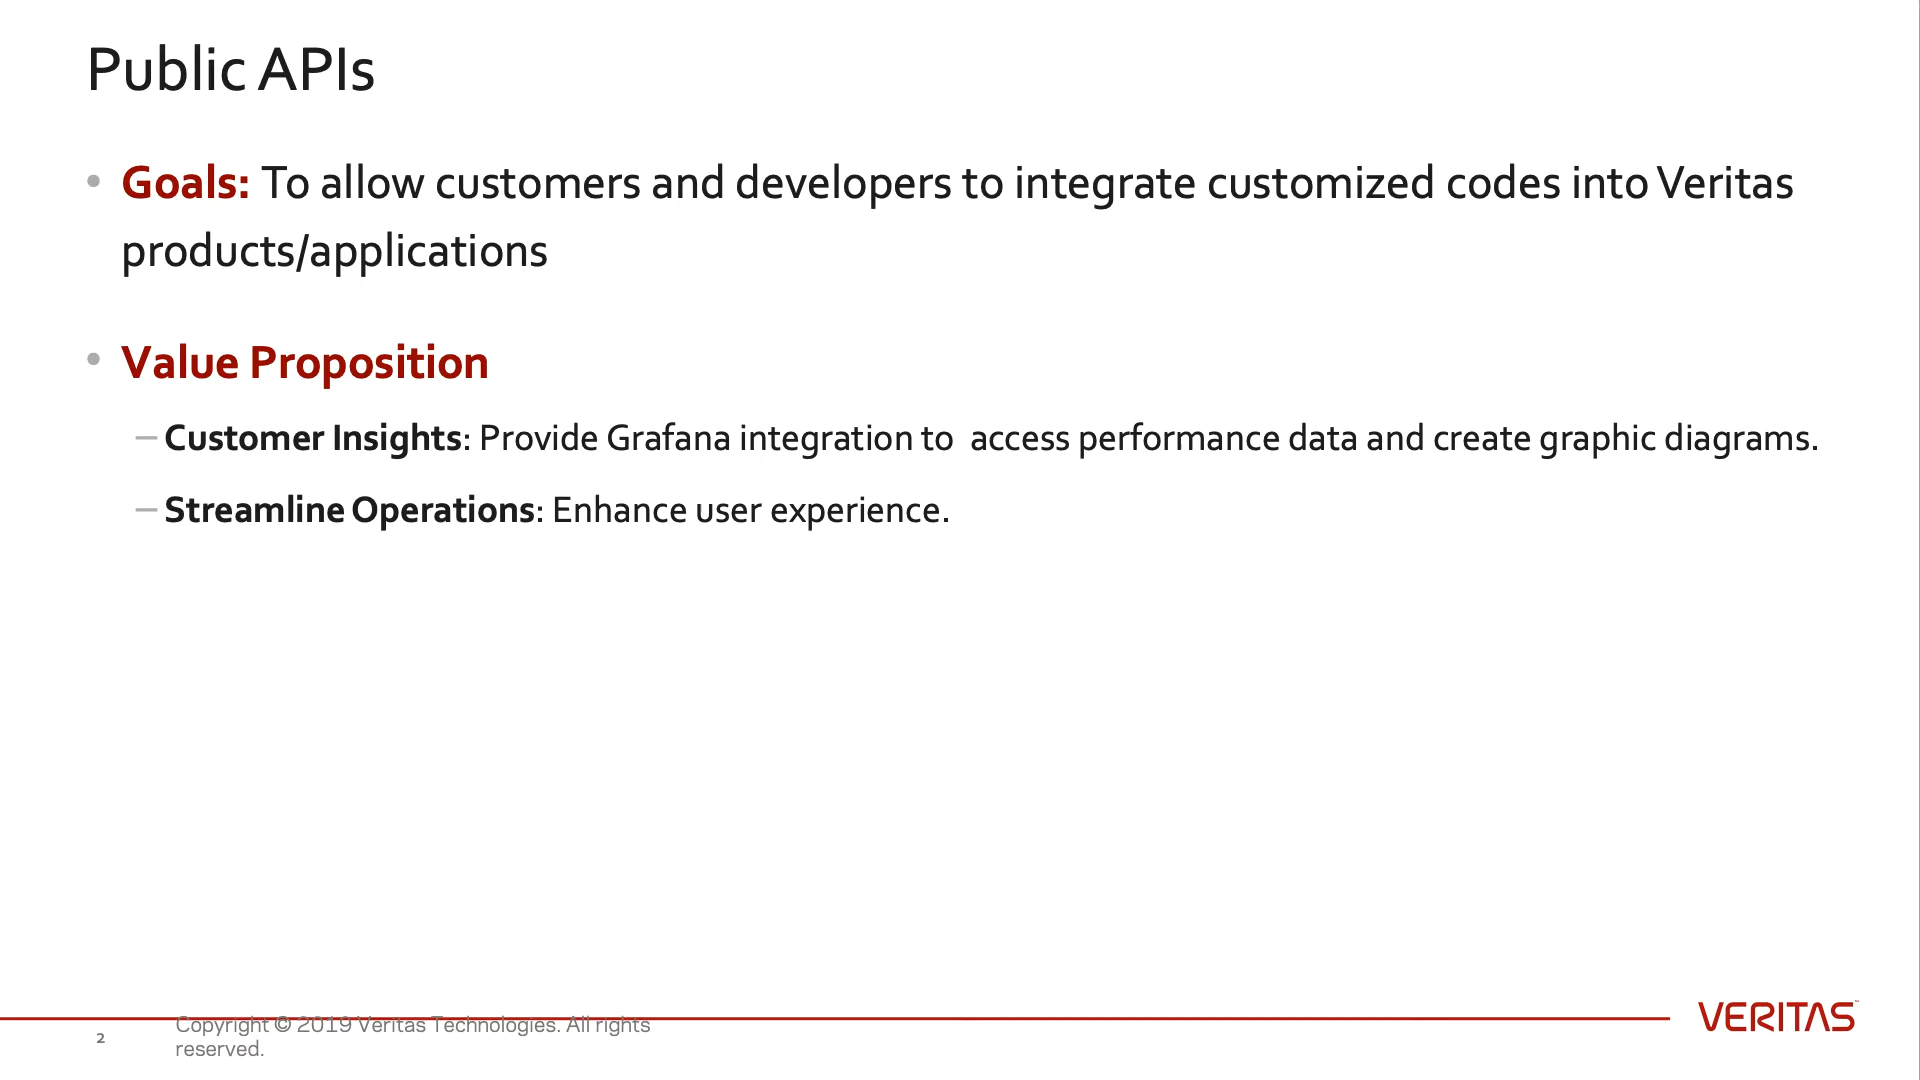 Public APIs
• Goals: To allow customers and developers to integrate customized codes into Veritas
products/applications
• Value Proposition
– Customer Insights: Provide Grafana integration to  access performance data and create graphic diagrams.
– Streamline Operations: Enhance user experience.
2
Copyright © 2019 Veritas Technologies. All rights
reserved.
VERITAS™